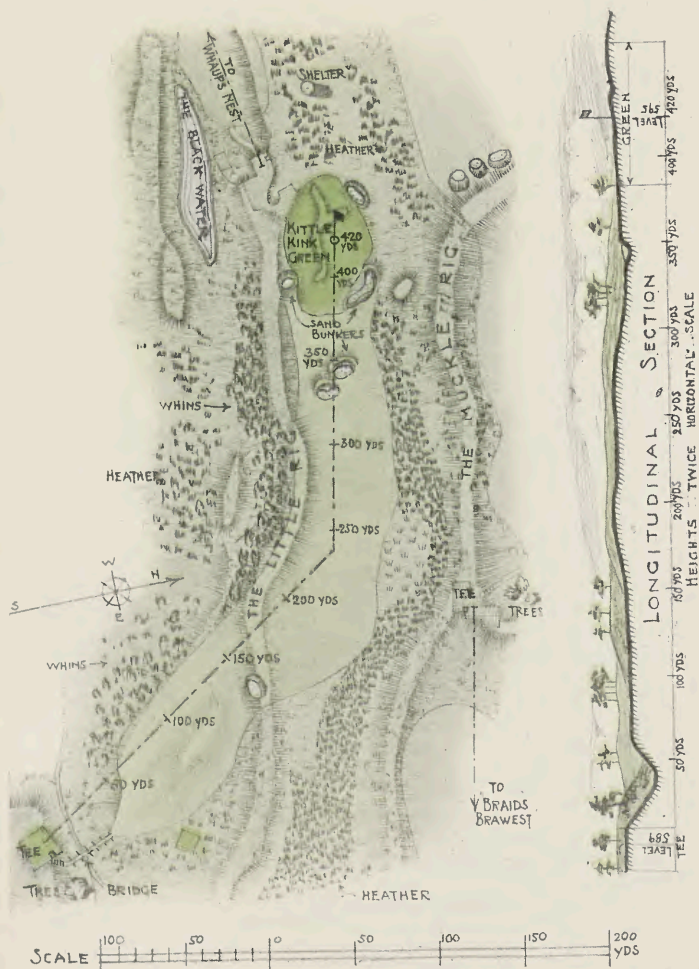 TO
WHAUPS NEST
THE BLACK WATER
SHELTER
HEATHER
KITTLE
KINK
GREEN
420
YDS
400
YDS
SAND
BUNKERS
350
YDS
WHINS
HEATHER
300 YDS
THE MUCKLE RIG
250 YDS
THE LITTLE RIG
W
N
S
E
200 YDS
TEE
TREES
WHINS
150 YDS
100 YDS
50 YDS
TO
BRAIDS
BRAWEST
TEE
TREES
BRIDGE
HEATHER
SCALE
100
50
0
50
100
150
200
YDS
LONGITUDINAL SECTION
HEIGHTS TWICE HORIZONTAL SCALE
GREEN
LEVEL
595
420 YDS
400 YDS
350 YDS
300 YDS
250 YDS
200 YDS
150 YDS
100 YDS
50 YDS
LEVEL
589
TEE